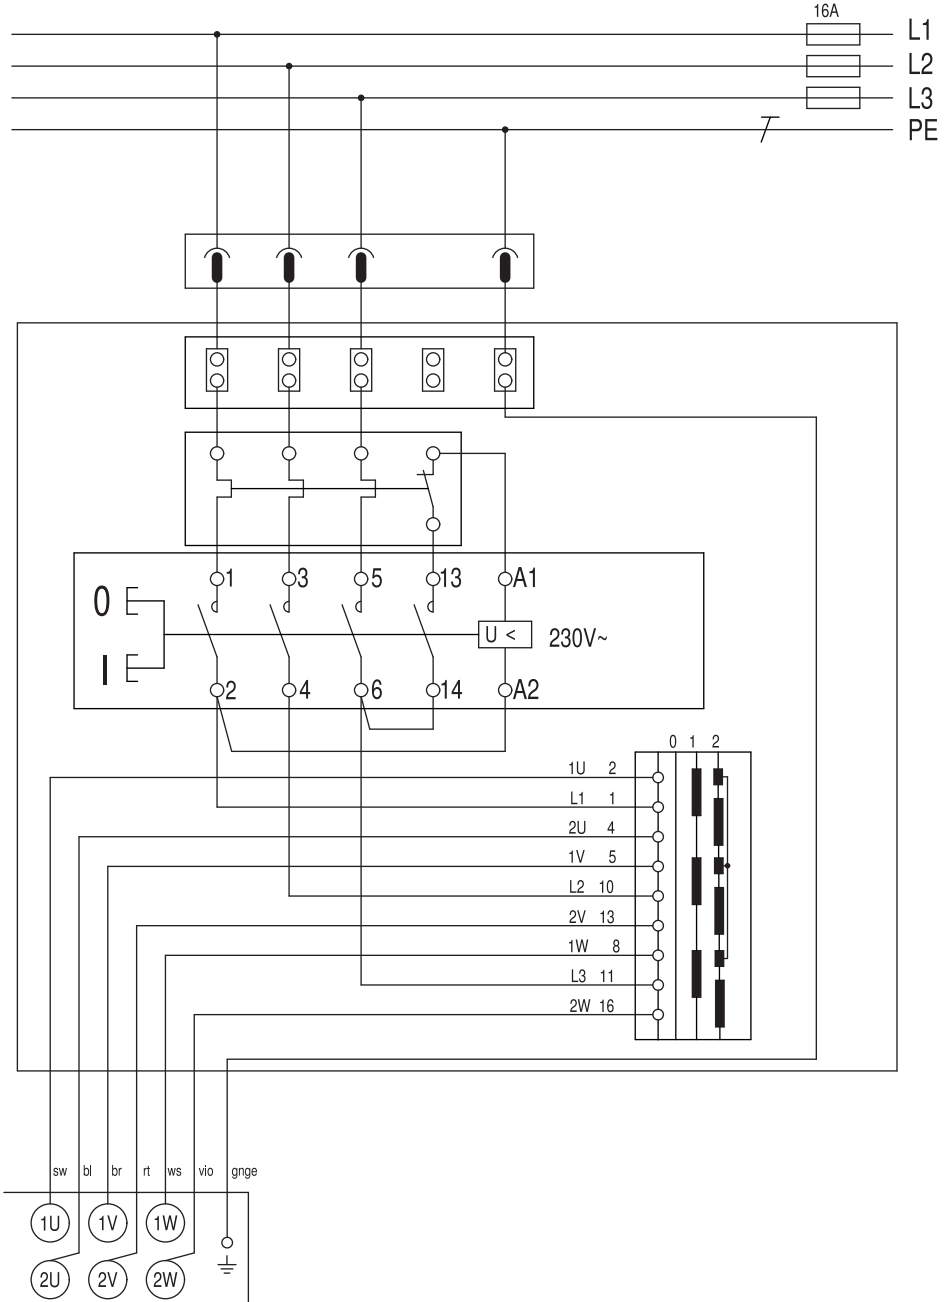 16A
L1
L2
L3
PE
1 3 5 13 A1
0
U < 230V~
I
2 4 6 14 A2
0 1 2
1U 2
L1 1
2U 4
1V 5
L2 10
2V 13
1W 8
L3 11
2W 16
sw bl br rt ws vio gnge
1U 1V 1W
2U 2V 2W